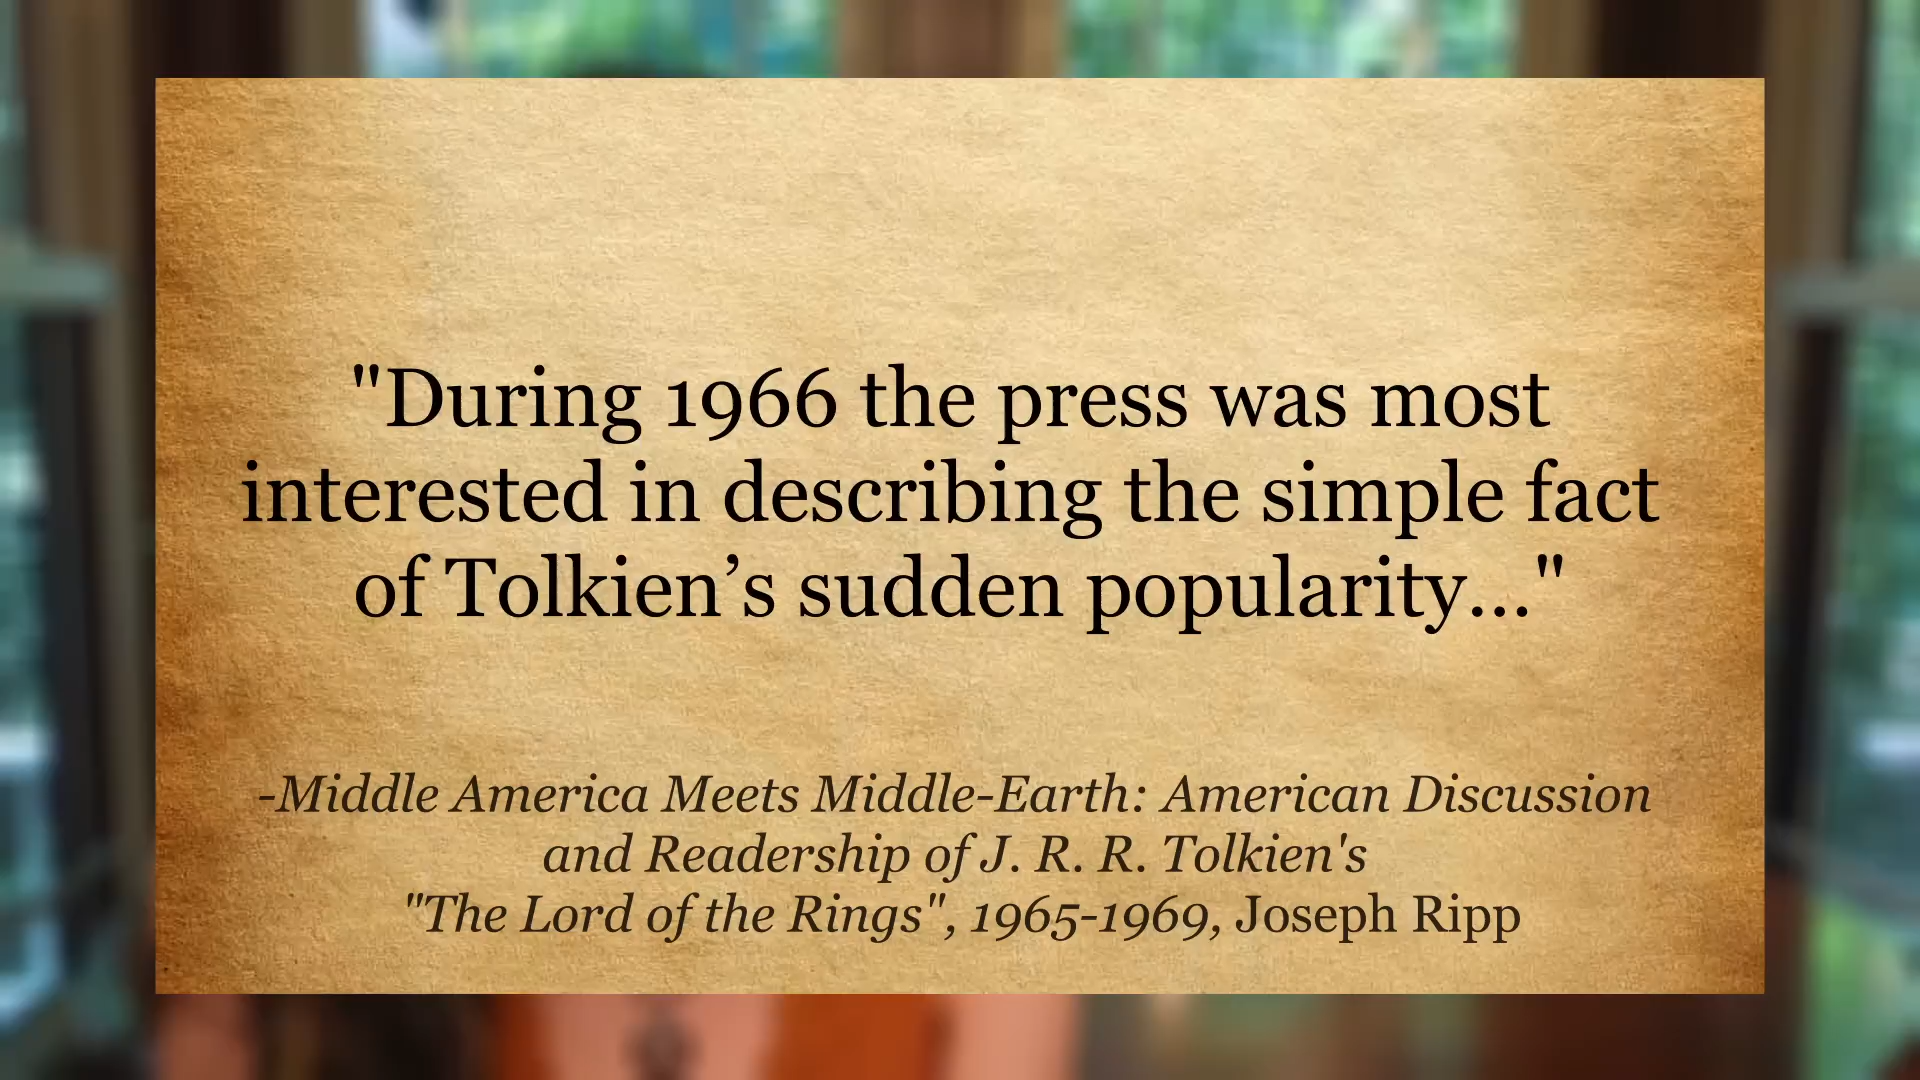 "During 1966 the press was most
interested in describing the simple fact
of Tolkien’s sudden popularity..."
-Middle America Meets Middle-Earth: American Discussion
and Readership of J. R. R. Tolkien's
"The Lord of the Rings", 1965-1969, Joseph Ripp